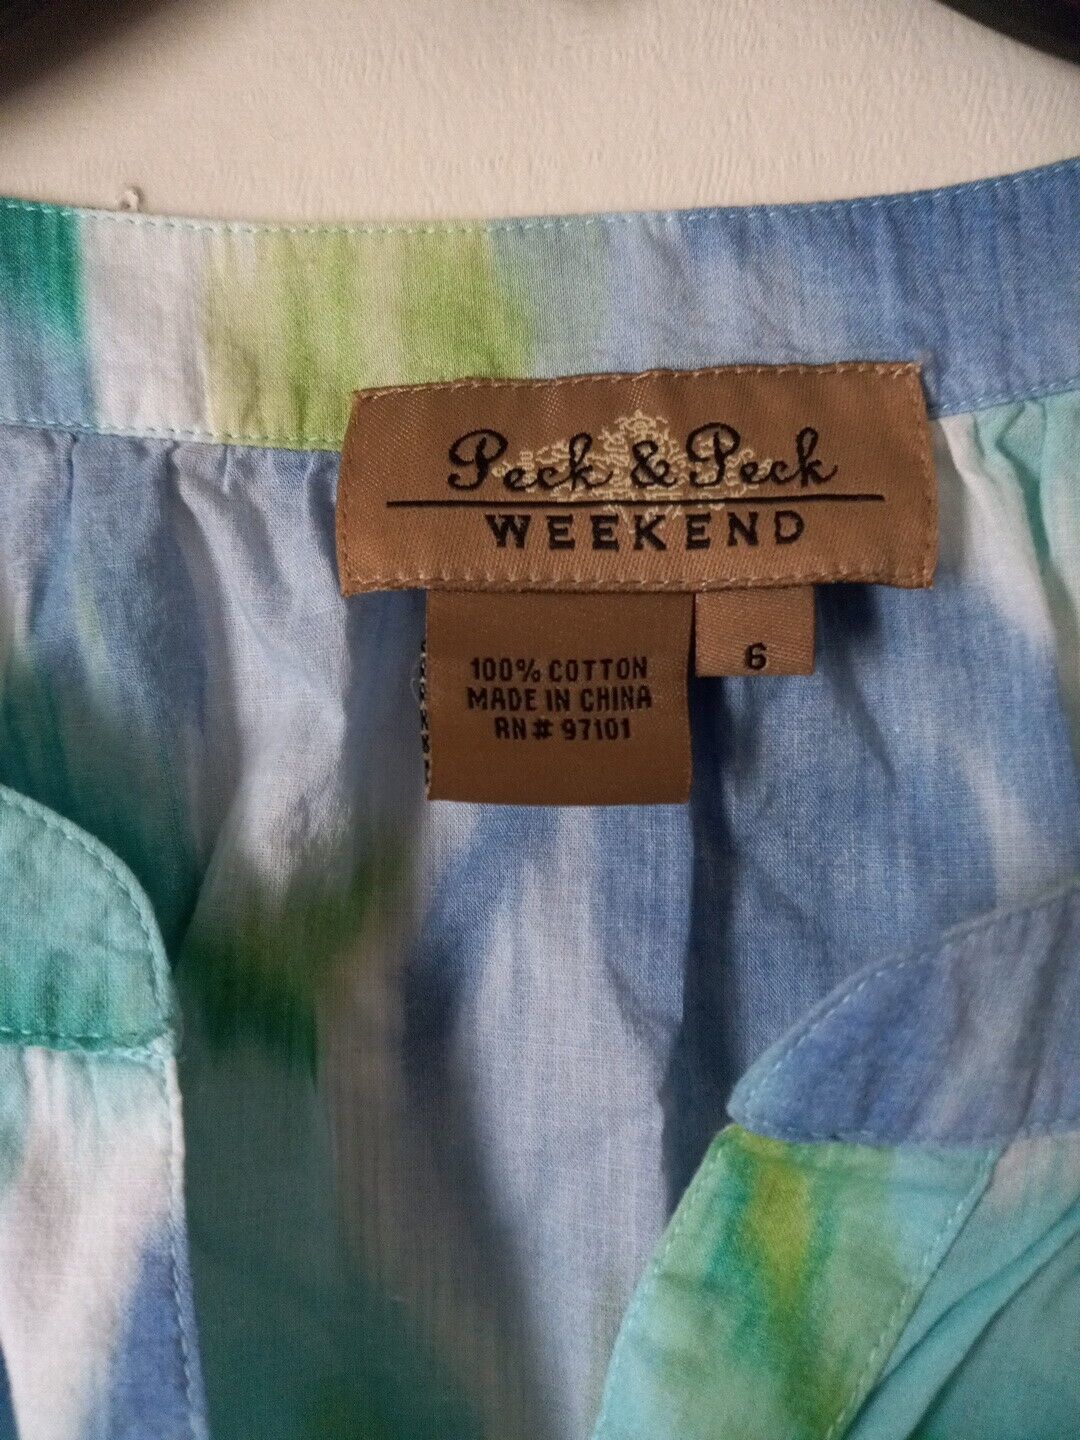 Peck & Peck
WEEKEND
6
100% COTTON
MADE IN CHINA
RN# 97101